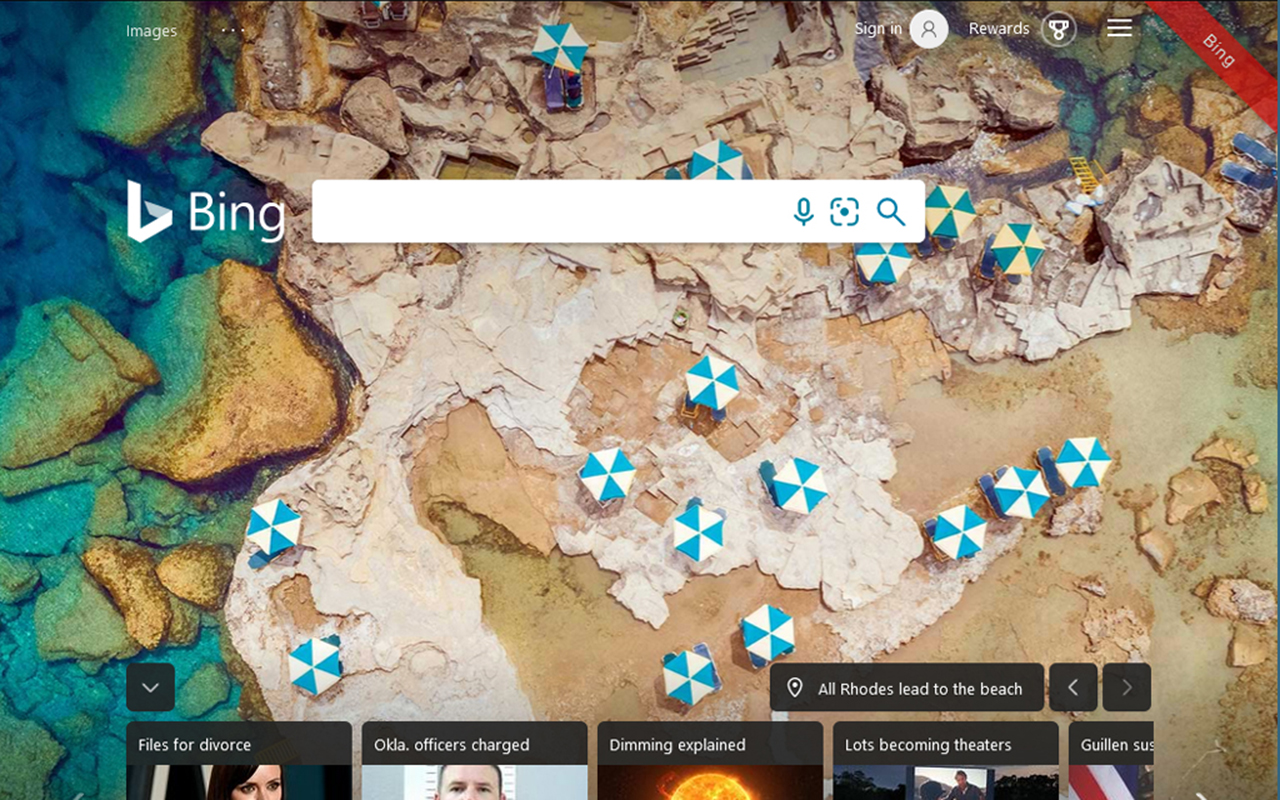 Images
Sign in
Rewards
Bing
Bing
All Rhodes lead to the beach
Files for divorce
Okla. officers charged
Dimming explained
Lots becoming theaters
Guillen sus